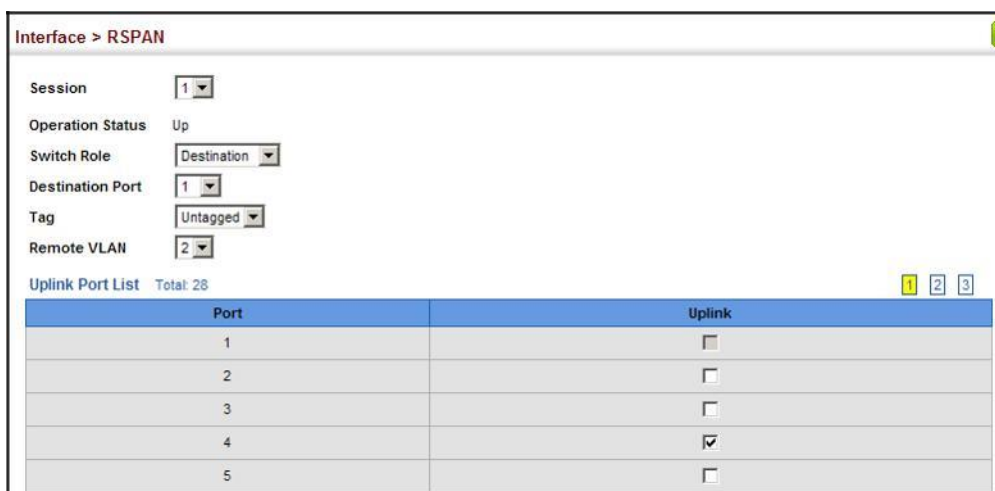 Interface > RSPAN
Session 1
Operation Status Up
Switch Role Destination
Destination Port 1
Tag Untagged
Remote VLAN 2
Uplink Port List Total: 28 1 2 3
Port Uplink
1
2
3
4
5